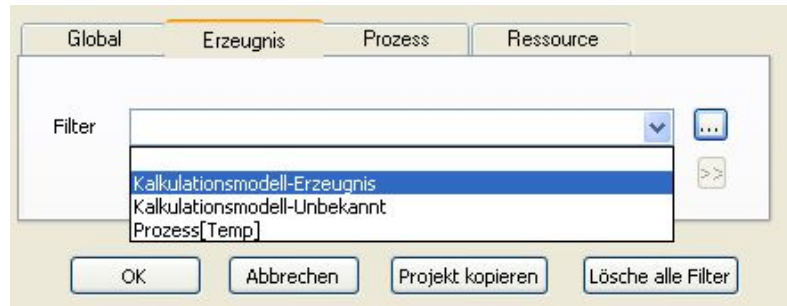 Global Erzeugnis Prozess Ressource
Filter ...
Kalkulationsmodell-Erzeugnis
>>
Kalkulationsmodell-Unbekannt
Prozess[Temp]
OK Abbrechen Projekt kopieren Lösche alle Filter